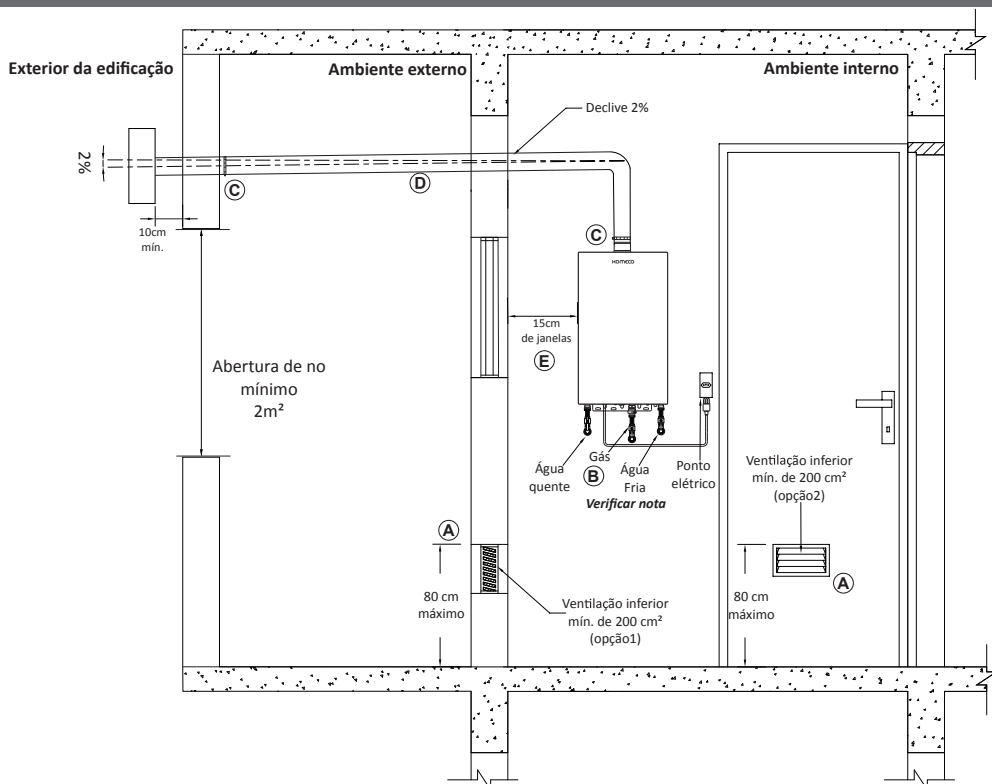 Exterior da edificação
Ambiente externo
Ambiente interno
Declive 2%
2%
C
D
10cm
mín.
C
HOMECO
15cm
de janelas
E
Abertura de no
mínimo
2m²
Água
quente
Gás
B
Água
Fria
Verificar nota
Ponto
elétrico
Ventilação inferior
mín. de 200 cm²
(opção2)
A
80 cm
máximo
Ventilação inferior
mín. de 200 cm²
(opção1)
80 cm
máximo
A